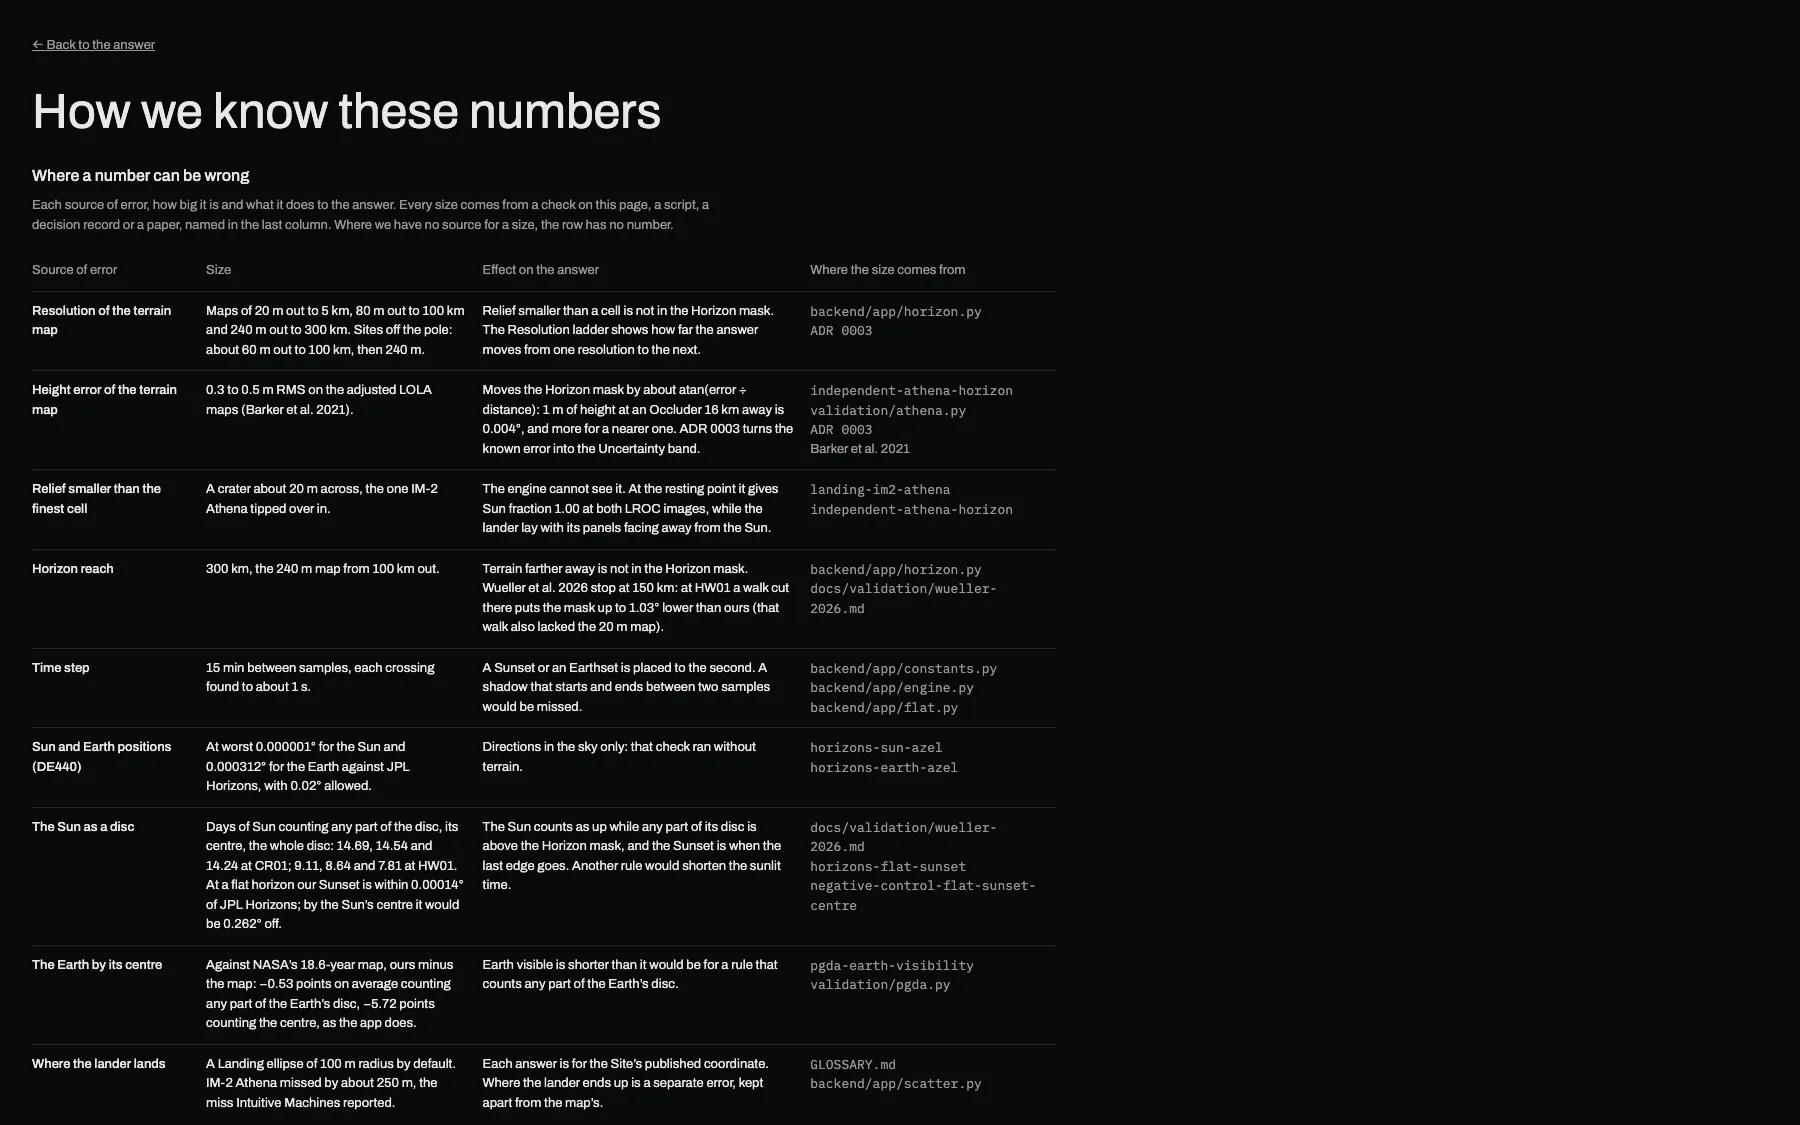 ← Back to the answer
How we know these numbers
Where a number can be wrong
Each source of error, how big it is and what it does to the answer. Every size comes from a check on this page, a script, a
decision record or a paper, named in the last column. Where we have no source for a size, the row has no number.
Source of error
Size
Effect on the answer
Where the size comes from
Resolution of the terrain
map
Maps of 20 m out to 5 km, 80 m out to 100 km
and 240 m out to 300 km. Sites off the pole:
about 60 m out to 100 km, then 240 m.
Relief smaller than a cell is not in the Horizon mask.
The Resolution ladder shows how far the answer
moves from one resolution to the next.
backend/app/horizon.py
ADR 0003
Height error of the terrain
map
0.3 to 0.5 m RMS on the adjusted LOLA
maps (Barker et al. 2021).
Moves the Horizon mask by about atan(error ÷
distance): 1 m of height at an Occluder 16 km away is
0.004°, and more for a nearer one. ADR 0003 turns the
known error into the Uncertainty band.
independent-athena-horizon
validation/athena.py
ADR 0003
Barker et al. 2021
Relief smaller than the
finest cell
A crater about 20 m across, the one IM-2
Athena tipped over in.
The engine cannot see it. At the resting point it gives
Sun fraction 1.00 at both LROC images, while the
lander lay with its panels facing away from the Sun.
landing-im2-athena
independent-athena-horizon
Horizon reach
300 km, the 240 m map from 100 km out.
Terrain farther away is not in the Horizon mask.
Wueller et al. 2026 stop at 150 km: at HW01 a walk cut
there puts the mask up to 1.03° lower than ours (that
walk also lacked the 20 m map).
backend/app/horizon.py
docs/validation/wueller-
2026.md
Time step
15 min between samples, each crossing
found to about 1 s.
A Sunset or an Earthset is placed to the second. A
shadow that starts and ends between two samples
would be missed.
backend/app/constants.py
backend/app/engine.py
backend/app/flat.py
Sun and Earth positions
(DE440)
At worst 0.000001° for the Sun and
0.000312° for the Earth against JPL
Horizons, with 0.02° allowed.
Directions in the sky only: that check ran without
terrain.
horizons-sun-azel
horizons-earth-azel
The Sun as a disc
Days of Sun counting any part of the disc, its
centre, the whole disc: 14.69, 14.54 and
14.24 at CR01; 9.11, 8.64 and 7.81 at HW01.
At a flat horizon our Sunset is within 0.00014°
of JPL Horizons; by the Sun's centre it would
be 0.262° off.
The Sun counts as up while any part of its disc is
above the Horizon mask, and the Sunset is when the
last edge goes. Another rule would shorten the sunlit
time.
docs/validation/wueller-
2026.md
horizons-flat-sunset
negative-control-flat-sunset-
centre
The Earth by its centre
Against NASA's 18.6-year map, ours minus
the map: −0.53 points on average counting
any part of the Earth's disc, −5.72 points
counting the centre, as the app does.
Earth visible is shorter than it would be for a rule that
counts any part of the Earth's disc.
pgda-earth-visibility
validation/pgda.py
Where the lander lands
A Landing ellipse of 100 m radius by default.
IM-2 Athena missed by about 250 m, the
miss Intuitive Machines reported.
Each answer is for the Site's published coordinate.
Where the lander ends up is a separate error, kept
apart from the map's.
GLOSSARY.md
backend/app/scatter.py